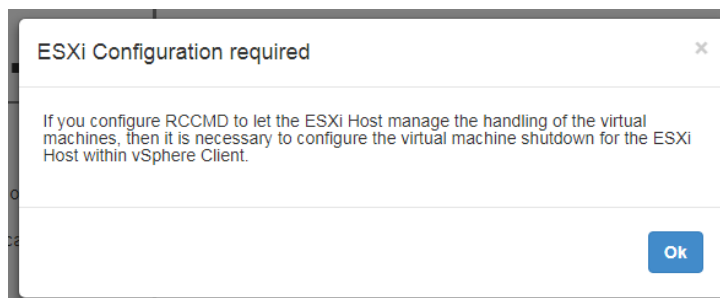 ESXi Configuration required
×
If you configure RCCMD to let the ESXi Host manage the handling of the virtual
machines, then it is necessary to configure the virtual machine shutdown for the ESXi
Host within vSphere Client.
Ok